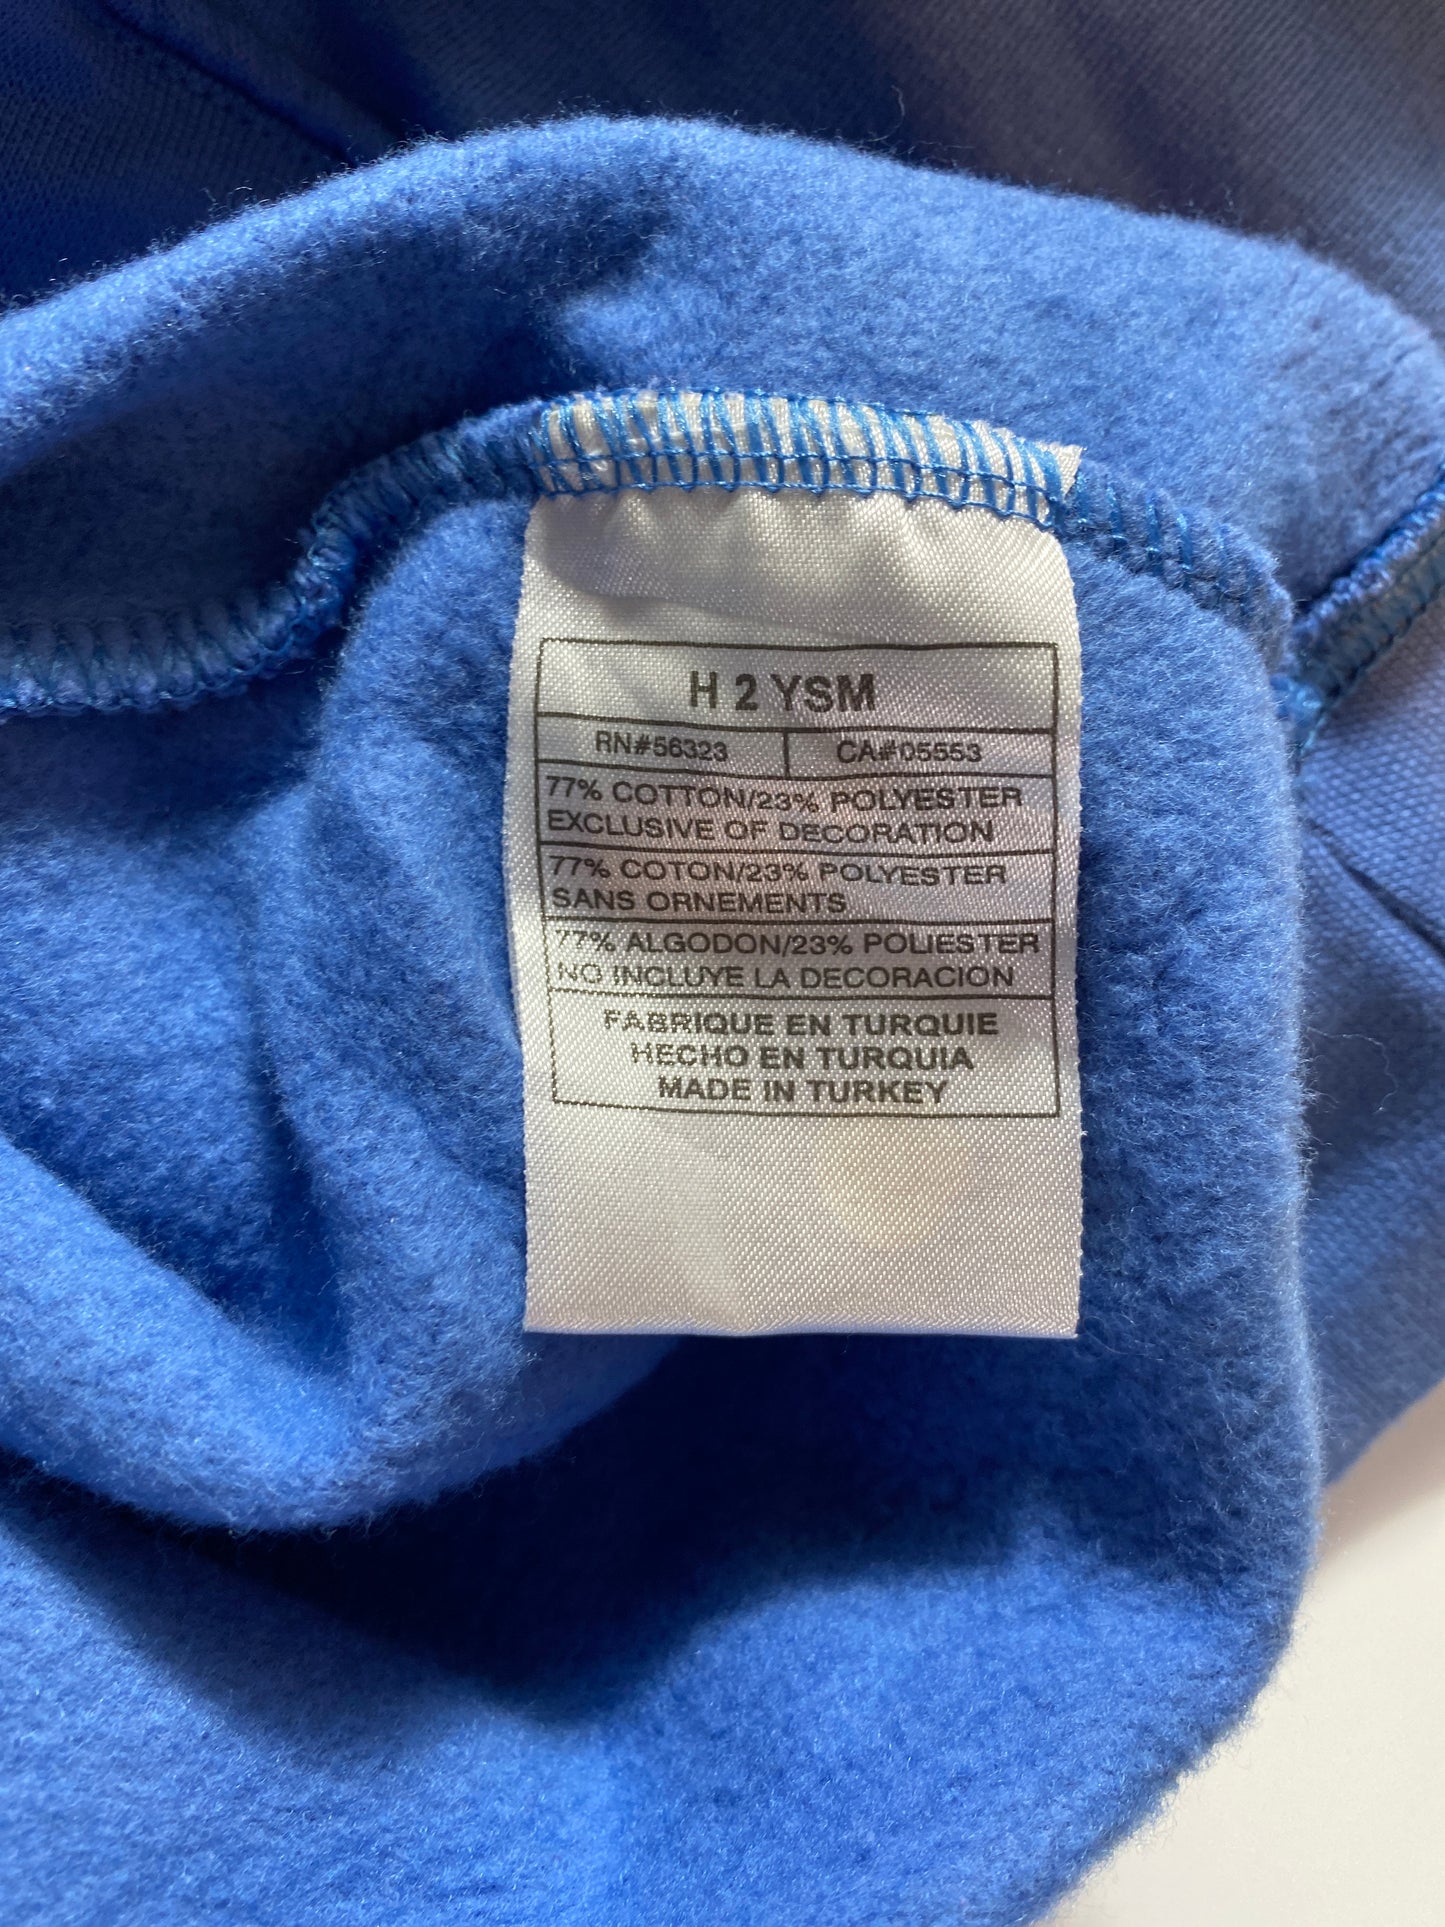 H 2 YSM
RN#56323 CA#05553
77% COTTON/23% POLYESTER
EXCLUSIVE OF DECORATION
77% COTON/23% POLYESTER
SANS ORNEMENTS
77% ALGODON/23% POLIESTER
NO INCLUYE LA DECORACION
FABRIQUE EN TURQUIE
HECHO EN TURQUIA
MADE IN TURKEY